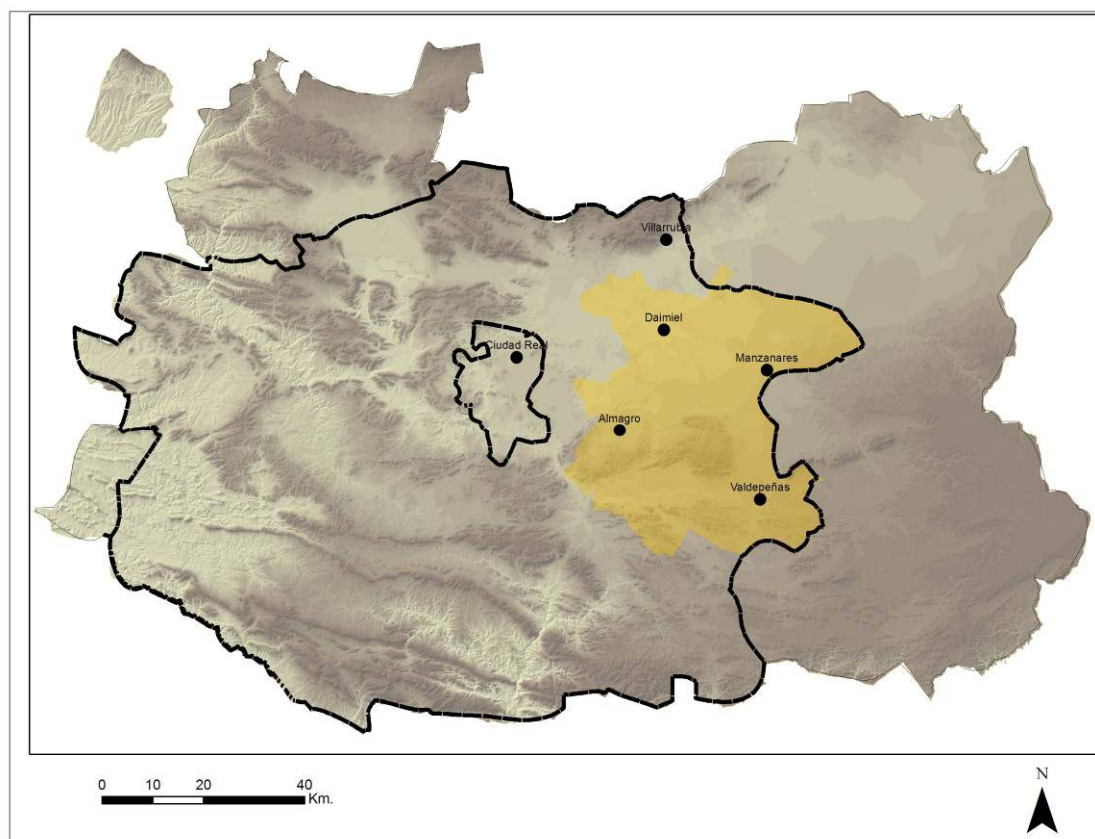 Villarrubia
Daimiel
Ciudad Real
Manzanares
Almagro
Valdepeñas
0 10 20 40
Km.
N